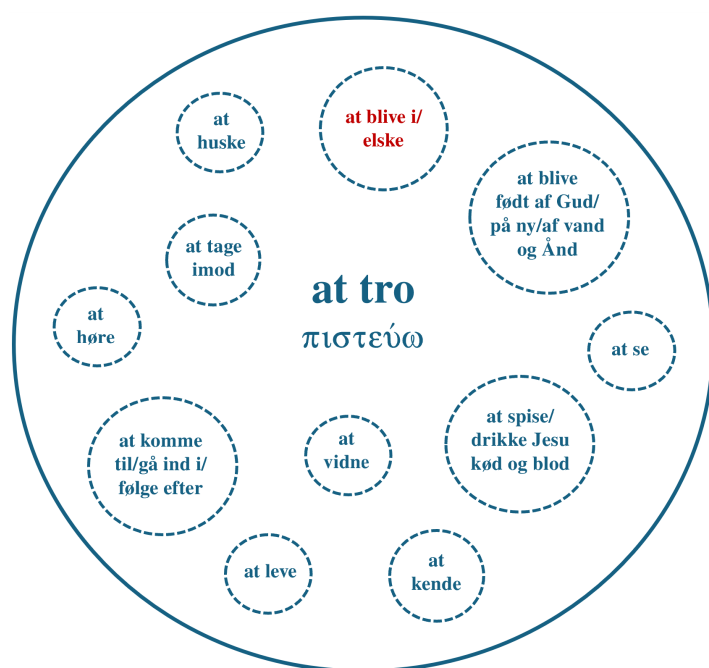 at
huske
at blive i/
elske
at blive
født af Gud/
på ny/af vand
og Ånd
at tage
imod
at tro
πιστεύω
at
høre
at se
at komme
til/gå ind i/
følge efter
at
vidne
at spise/
drikke Jesu
kød og blod
at leve
at
kende